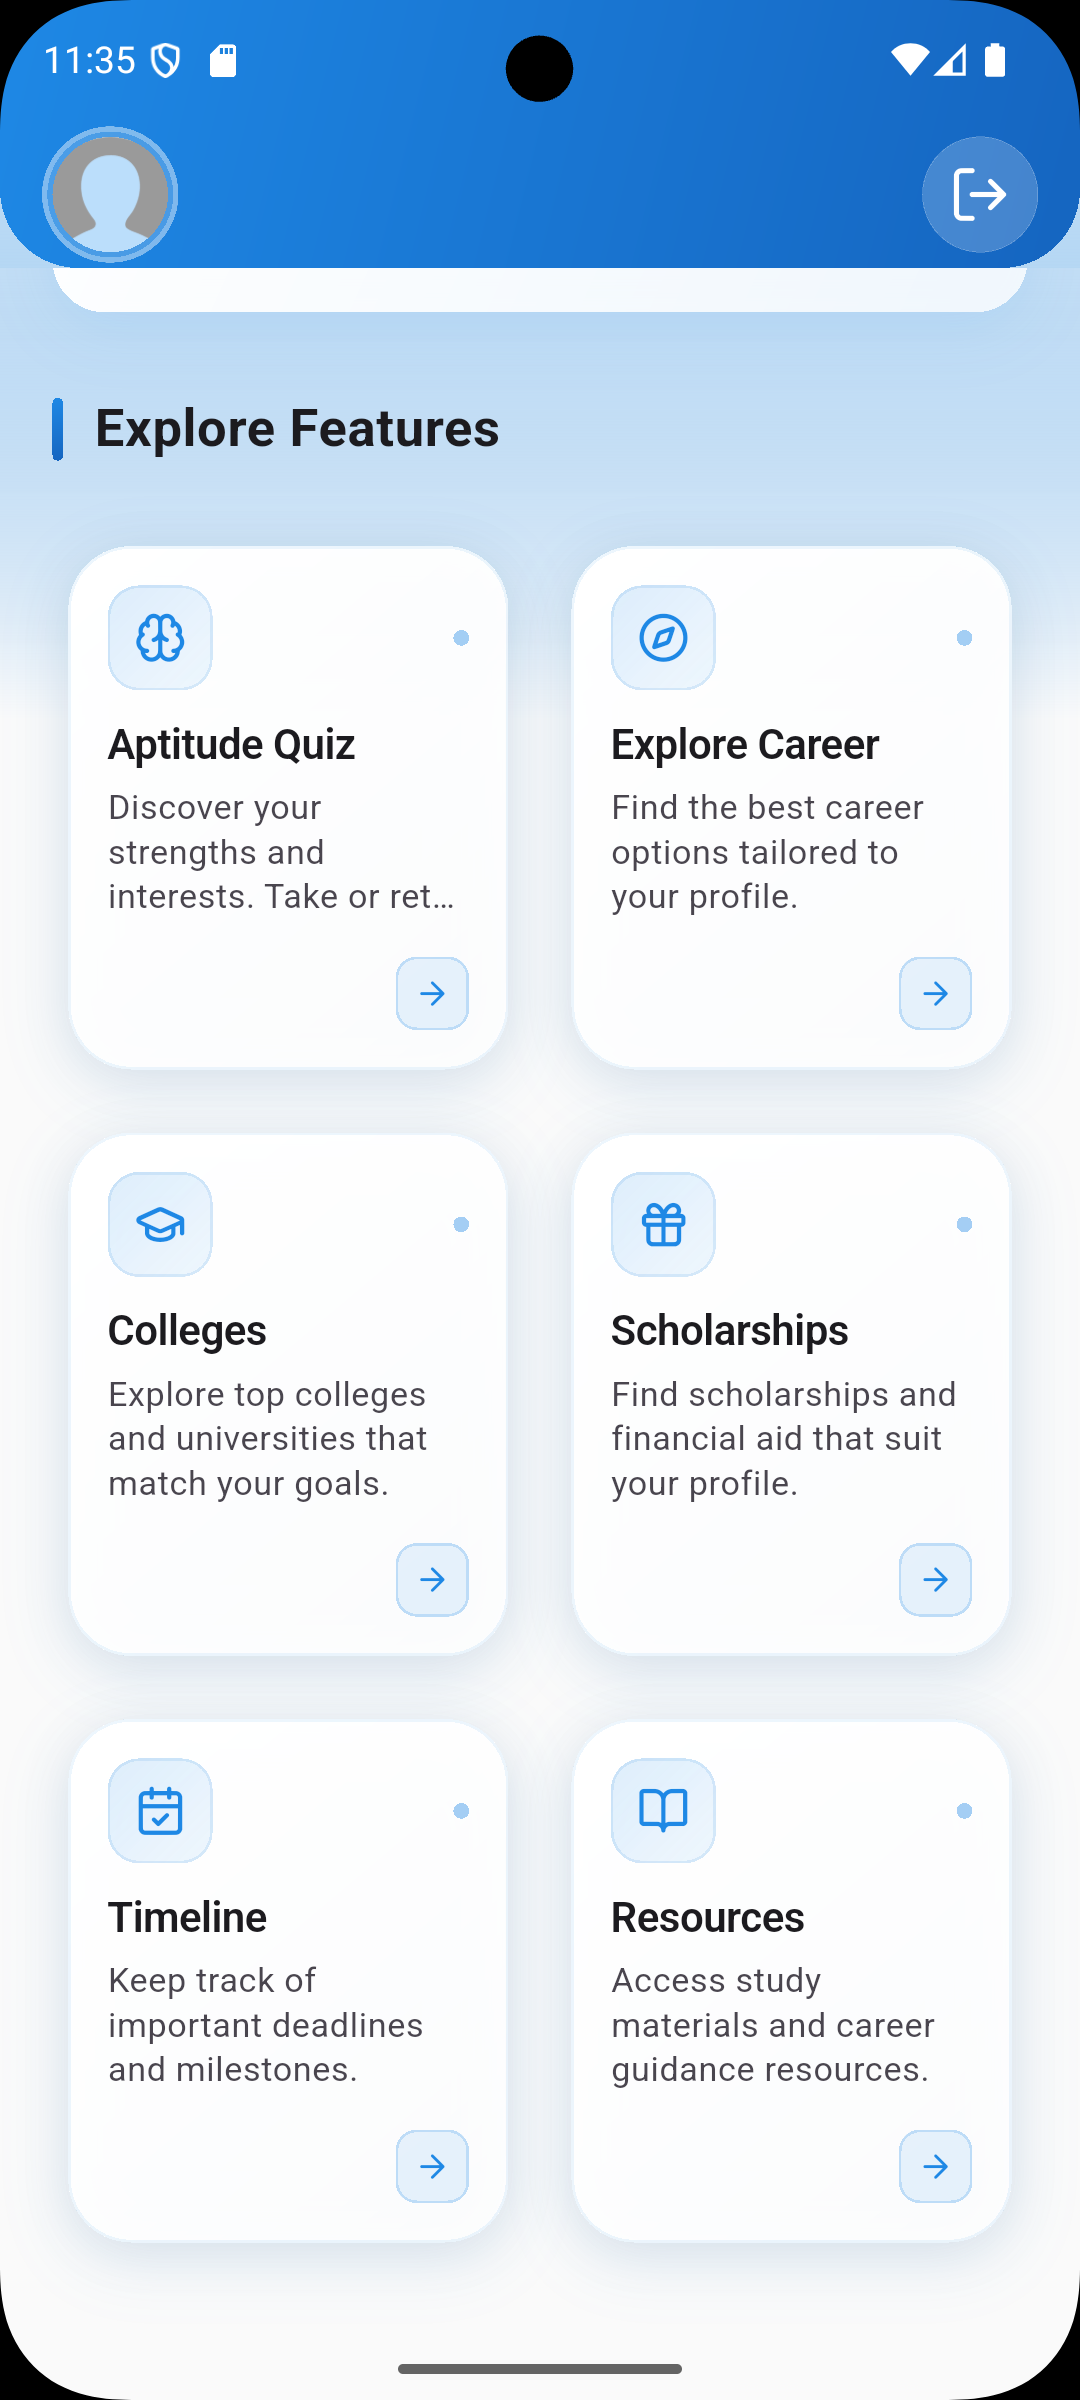 11:35
Explore Features
Aptitude Quiz
Discover your
strengths and
interests. Take or ret...
Explore Career
Find the best career
options tailored to
your profile.
Colleges
Explore top colleges
and universities that
match your goals.
Scholarships
Find scholarships and
financial aid that suit
your profile.
Timeline
Keep track of
important deadlines
and milestones.
Resources
Access study
materials and career
guidance resources.